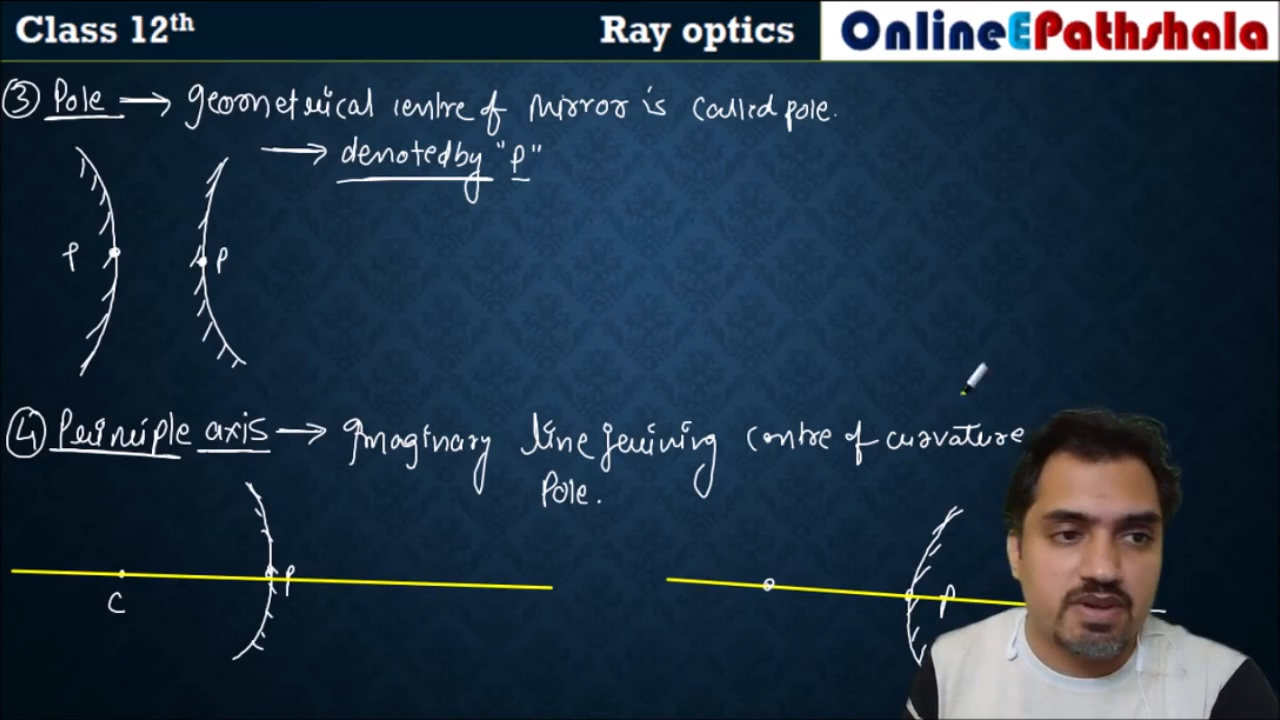 Class 12th
Ray optics
OnlineEPathshala
③ Pole → geometrical centre of mirror is called pole.
→ denoted by "P"
P
P
④ Principle axis → Imaginary line joining centre of curvature
Pole.
C
P
P